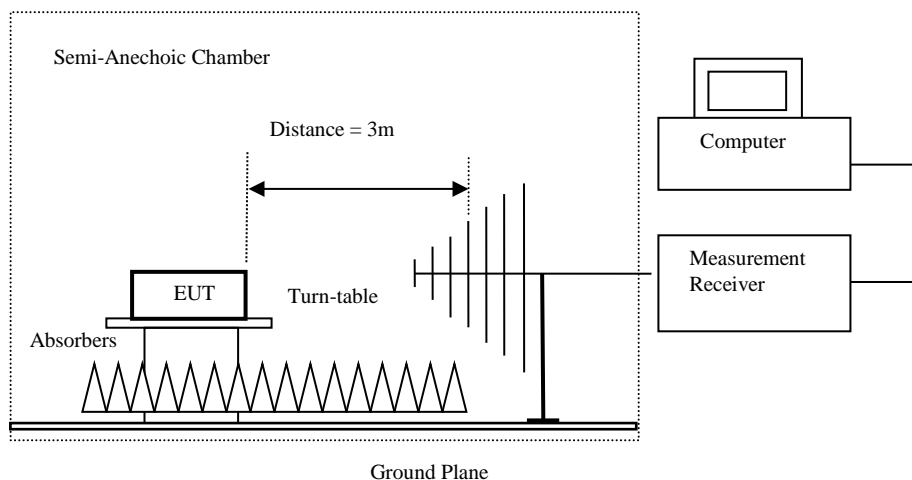 Semi-Anechoic Chamber
Distance = 3m
Computer
Measurement
Receiver
EUT
Turn-table
Absorbers
Ground Plane